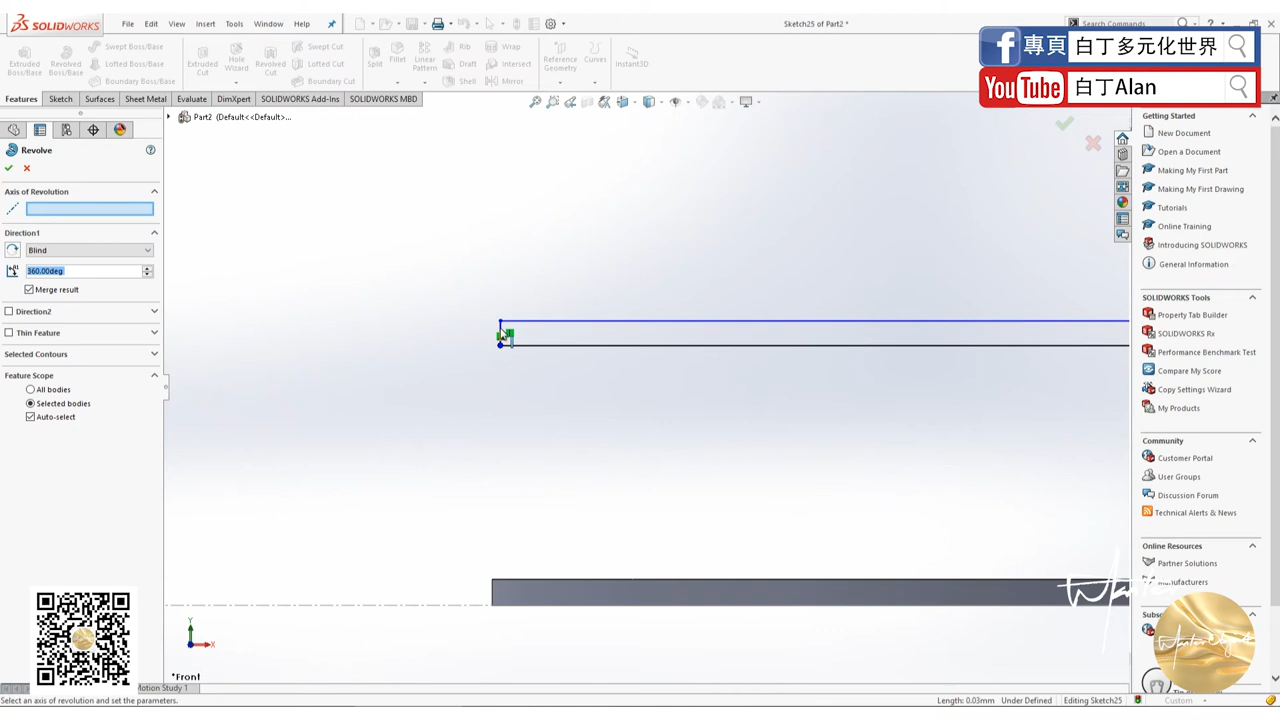 SOLIDWORKS File Edit View Insert Tools Window Help Sketch25 of Part2 * Search Commands
專頁 白丁多元化世界
YouTube 白丁Alan
Extruded Boss/Base Revolved Boss/Base Swept Boss/Base Lofted Boss/Base Boundary Boss/Base Extruded Cut Hole Wizard Revolved Cut Swept Cut Lofted Cut Boundary Cut Split Fillet Linear Pattern Rib Draft Shell Wrap Intersect Mirror Reference Geometry Curves Instant3D
Features Sketch Surfaces Sheet Metal Evaluate DimXpert SOLIDWORKS Add-Ins SOLIDWORKS MBD
Part2 (Default<<Default>...
Revolve
Axis of Revolution
Direction1
Blind
360.00deg
Merge result
Direction2
Thin Feature
Selected Contours
Feature Scope
All bodies
Selected bodies
Auto-select
Getting Started
New Document
Open a Document
Making My First Part
Making My First Drawing
Tutorials
Online Training
Introducing SOLIDWORKS
General Information
SOLIDWORKS Tools
Property Tab Builder
SOLIDWORKS Rx
Performance Benchmark Test
Compare My Score
Copy Settings Wizard
My Products
Community
Customer Portal
User Groups
Discussion Forum
Technical Alerts & News
Online Resources
Partner Solutions
Manufacturers
Y
X
*Front
Motion Study 1
Select an axis of revolution and set the parameters. Length: 0.03mm Under Defined Editing Sketch25 Custom